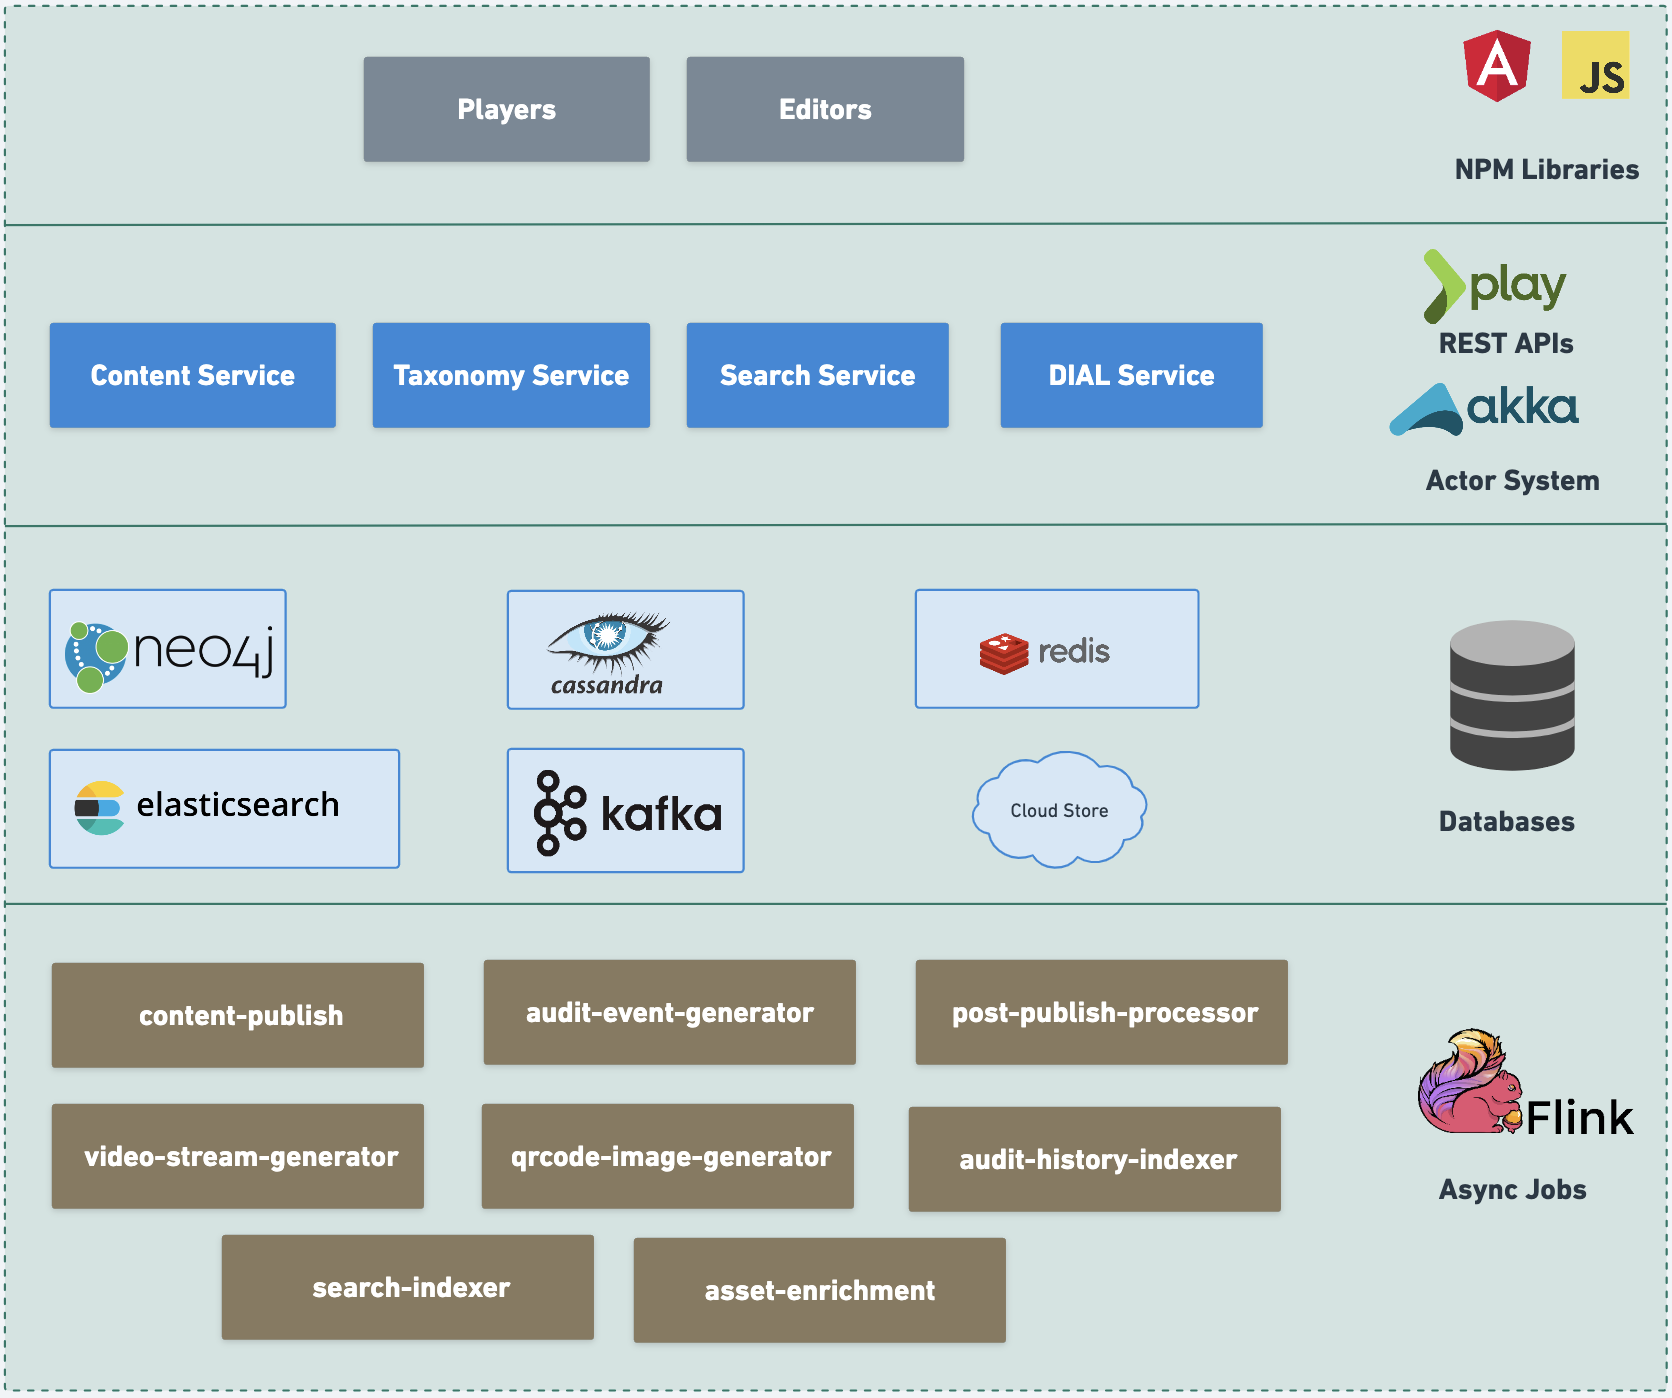 Players
Editors
JS
NPM Libraries
play
REST APIs
Content Service
Taxonomy Service
Search Service
DIAL Service
akka
Actor System
neo4j
cassandra
redis
elasticsearch
kafka
Cloud Store
Databases
content-publish
audit-event-generator
post-publish-processor
Flink
video-stream-generator
qrcode-image-generator
audit-history-indexer
Async Jobs
search-indexer
asset-enrichment